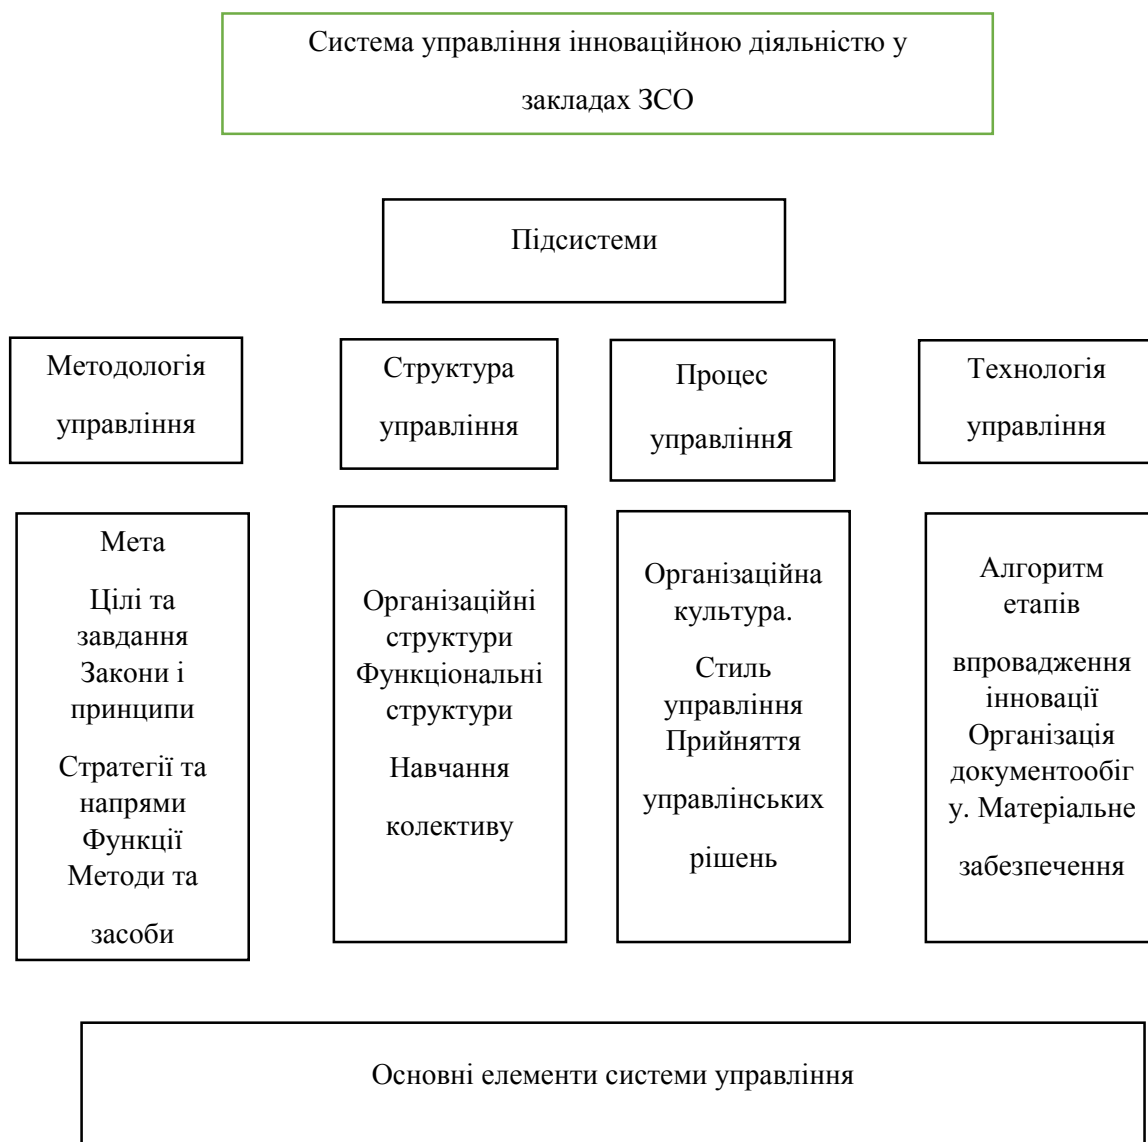 Система управління інноваційною діяльністю у
закладах ЗСО
Підсистеми
Методологія
управління
Структура
управління
Процес
управління
Технологія
управління
Мета
Цілі та
завдання
Закони і
принципи
Стратегії та
напрями
Функції
Методи та
засоби
Організаційні
структури
Функціональні
структури
Навчання
колективу
Організаційна
культура.
Стиль
управління
Прийняття
управлінських
рішень
Алгоритм
етапів
впровадження
інновації
Організація
документообіг
у. Матеріальне
забезпечення
Основні елементи системи управління